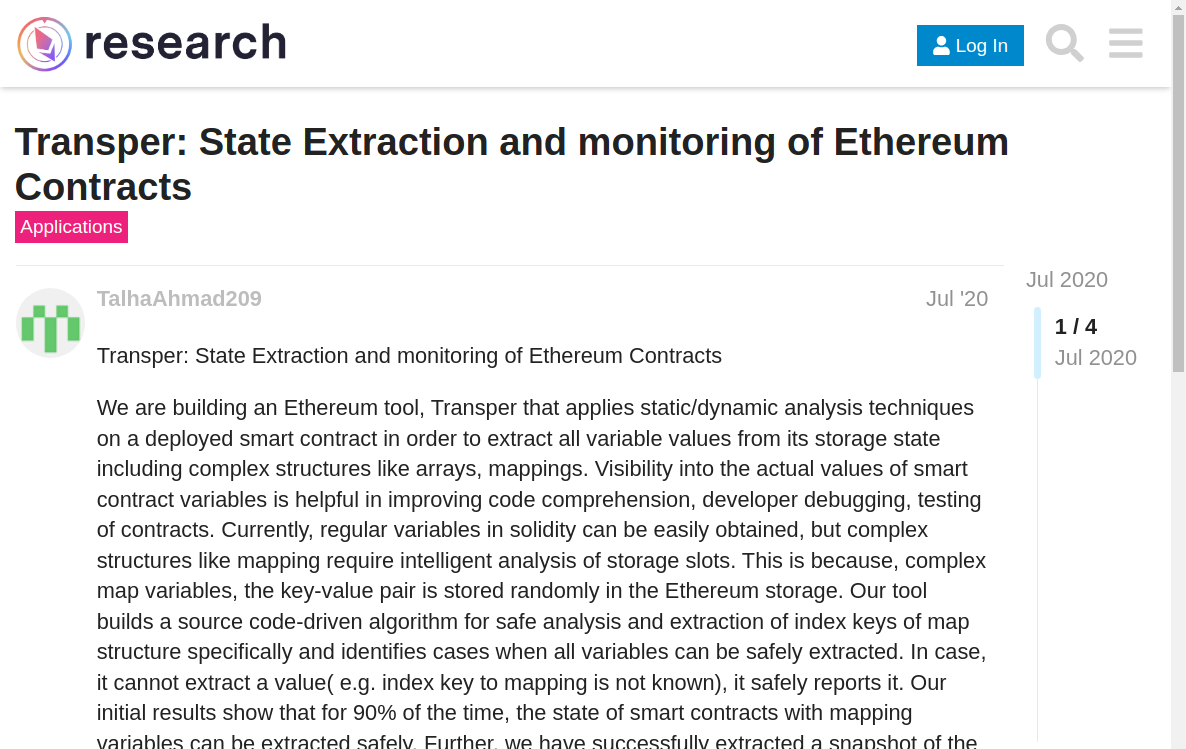 research
Log In
Transper: State Extraction and monitoring of Ethereum
Contracts
Applications
TalhaAhmad209
Jul '20
Jul 2020
1 / 4
Jul 2020
Transper: State Extraction and monitoring of Ethereum Contracts
We are building an Ethereum tool, Transper that applies static/dynamic analysis techniques
on a deployed smart contract in order to extract all variable values from its storage state
including complex structures like arrays, mappings. Visibility into the actual values of smart
contract variables is helpful in improving code comprehension, developer debugging, testing
of contracts. Currently, regular variables in solidity can be easily obtained, but complex
structures like mapping require intelligent analysis of storage slots. This is because, complex
map variables, the key-value pair is stored randomly in the Ethereum storage. Our tool
builds a source code-driven algorithm for safe analysis and extraction of index keys of map
structure specifically and identifies cases when all variables can be safely extracted. In case,
it cannot extract a value( e.g. index key to mapping is not known), it safely reports it. Our
initial results show that for 90% of the time, the state of smart contracts with mapping
variables can be extracted safely. Further, we have successfully extracted a snapshot of the